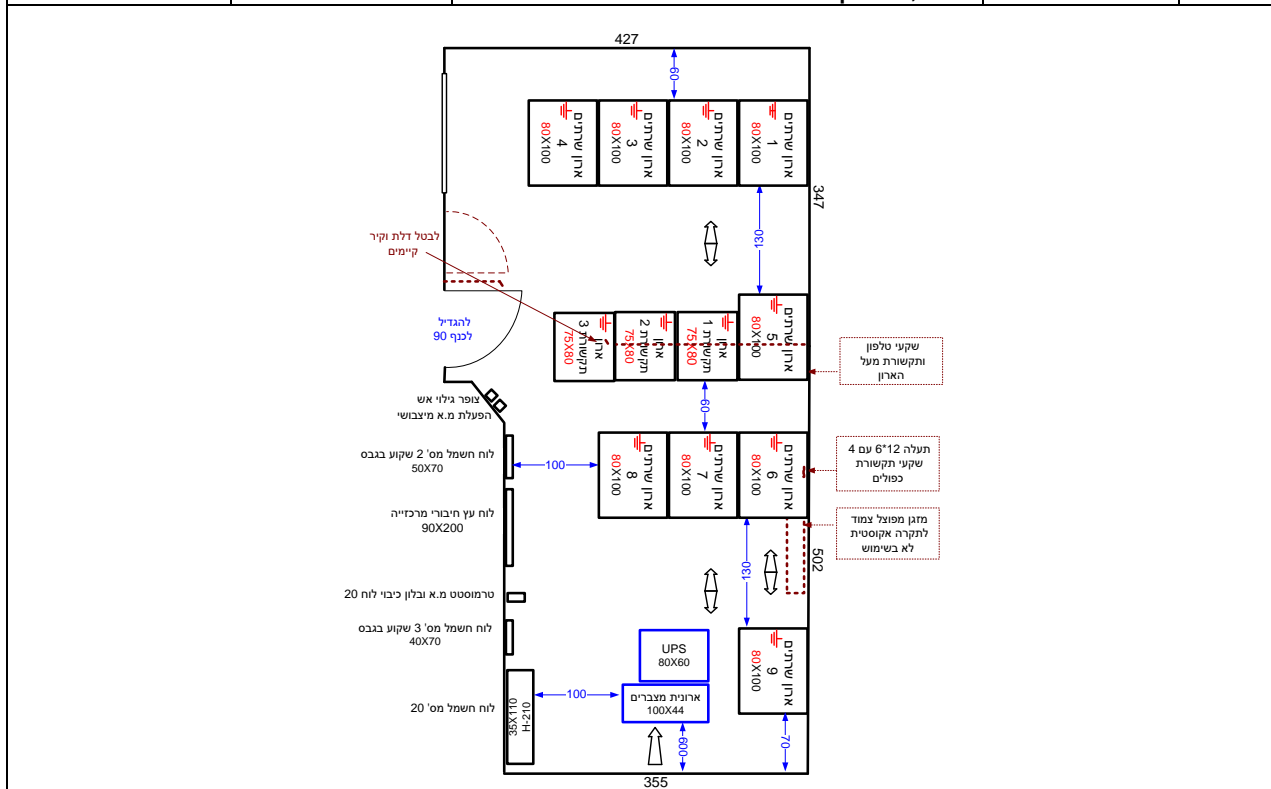 427
60
ארון שרתים
4
80X100
ארון שרתים
3
80X100
ארון שרתים
2
80X100
ארון שרתים
1
80X100
347
130
לבטל דלת וקיר
קיימים
להגדיל
לכנף 90
ארון
תקשורת 3
75X80
ארון
תקשורת 2
75X80
ארון
תקשורת 1
75X80
ארון שרתים
5
80X100
שקעי טלפון
ותקשורת מעל
הארון
60
צופר גילוי אש
הפעלת מ.א מיצבושי
לוח חשמל מס' 2 שקוע בגבס
50X70
100
ארון שרתים
8
80X100
ארון שרתים
7
80X100
ארון שרתים
6
80X100
תעלה 12*6 עם 4
שקעי תקשורת
כפולים
לוח עץ חיבורי מרכזייה
90X200
מזגן מפוצל צמוד
לתקרה אקוסטית
לא בשימוש
502
130
טרמוסטט מ.א ובלון כיבוי לוח 20
לוח חשמל מס' 3 שקוע בגבס
40X70
UPS
80X60
ארון שרתים
9
80X100
לוח חשמל מס' 20
35X110
H-210
100
ארונית מצברים
100X44
600
70
355